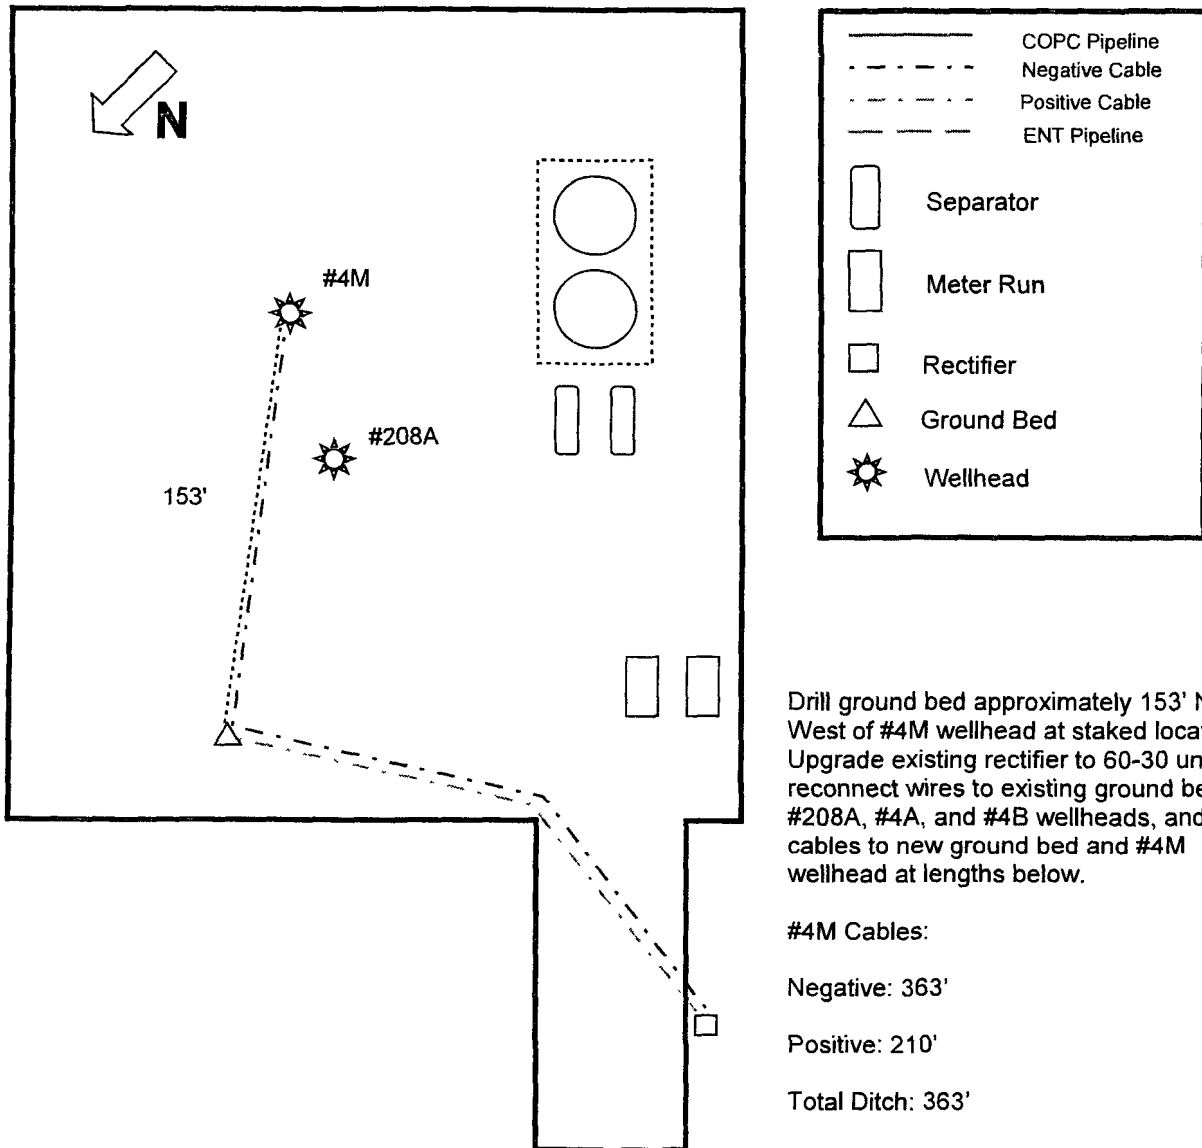 N
#4M
#208A
153'
COPC Pipeline
Negative Cable
Positive Cable
ENT Pipeline
Separator
Meter Run
Rectifier
Ground Bed
Wellhead
Drill ground bed approximately 153'
West of #4M wellhead at staked
Upgrade existing rectifier to 60-30
reconnect wires to existing ground
#208A, #4A, and #4B wellheads, and
cables to new ground bed and #4M
wellhead at lengths below.
#4M Cables:
Negative: 363'
Positive: 210'
Total Ditch: 363'